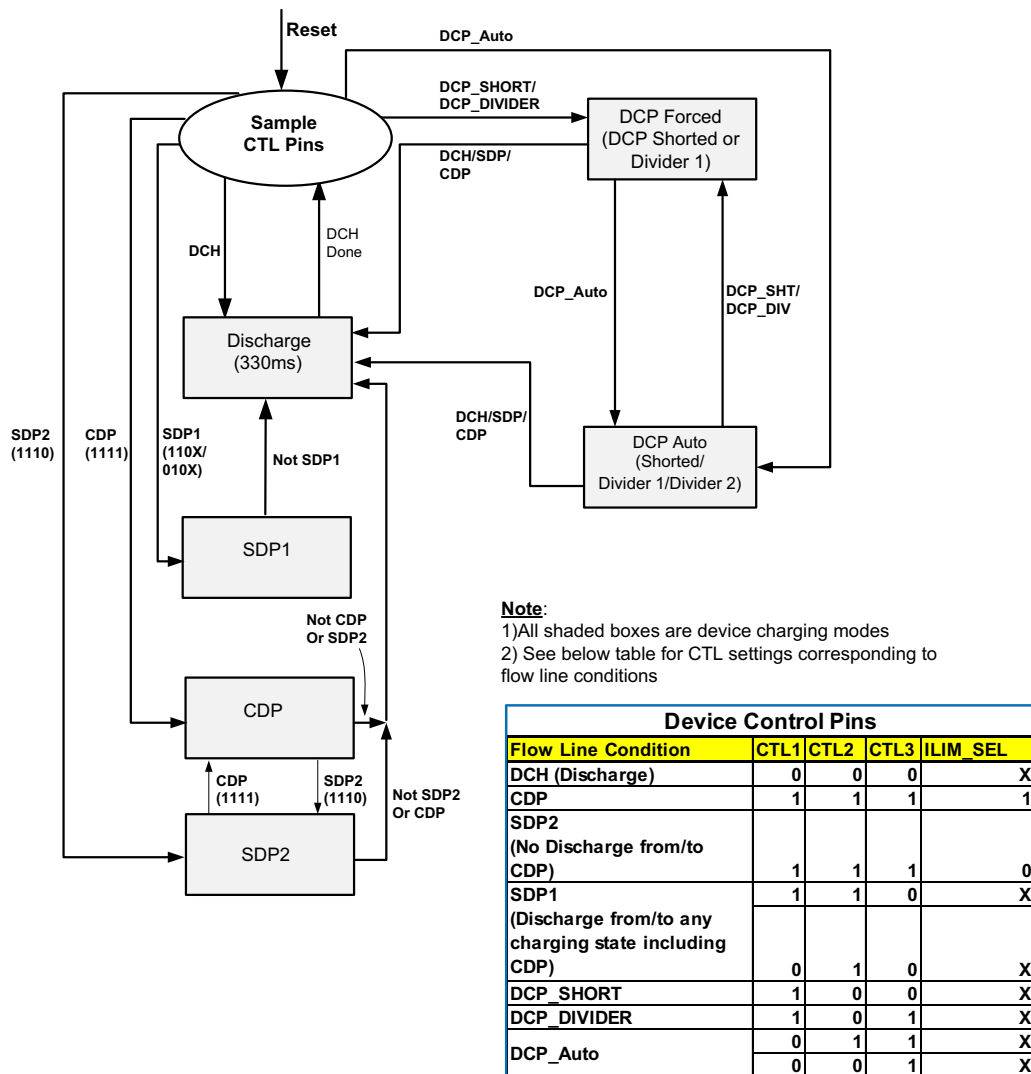 Reset
DCP_Auto
DCP_SHORT/
DCP_DIVIDER
Sample
CTL Pins
DCP Forced
(DCP Shorted or
Divider 1)
DCH/SDP/
CDP
DCH
DCH
Done
DCP_Auto
DCP_SHT/
DCP_DIV
Discharge
(330ms)
SDP2
(1110)
CDP
(1111)
SDP1
(110X/
010X)
Not SDP1
DCH/SDP/
CDP
DCP Auto
(Shorted/
Divider 1/Divider 2)
SDP1
Not CDP
Or SDP2
CDP
CDP
(1111)
SDP2
(1110)
Not SDP2
Or CDP
SDP2
Note:
1)All shaded boxes are device charging modes
2) See below table for CTL settings corresponding to
flow line conditions
Device Control Pins
Flow Line Condition CTL1 CTL2 CTL3 ILIM_SEL
DCH (Discharge) 0 0 0 X
CDP 1 1 1 1
SDP2
(No Discharge from/to
CDP) 1 1 1 0
SDP1 1 1 0 X
(Discharge from/to any
charging state including
CDP) 0 1 0 X
DCP_SHORT 1 0 0 X
DCP_DIVIDER 1 0 1 X
DCP_Auto 0 1 1 X
0 0 1 X